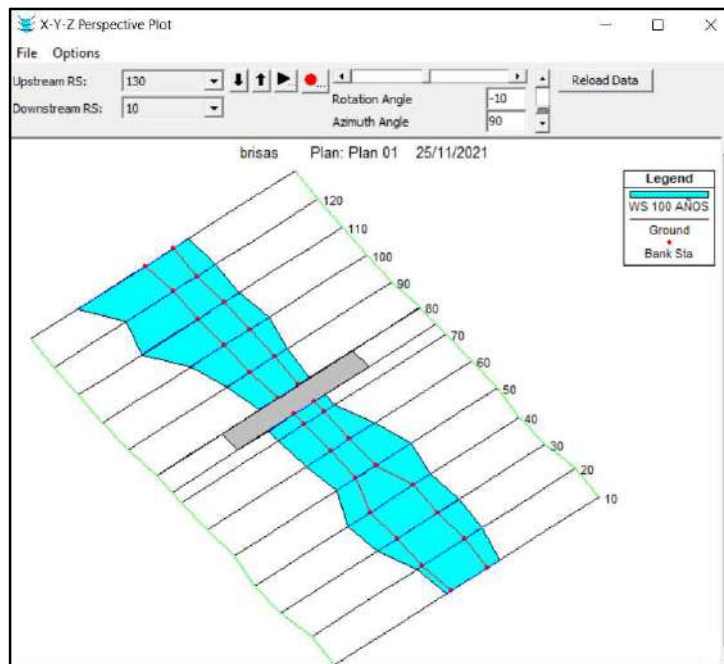 X-Y-Z Perspective Plot
File Options
Upstream RS: 130
Downstream RS: 10
Rotation Angle -10
Azimuth Angle 90
Reload Data
brisas Plan: Plan 01 25/11/2021
Legend
WS 100 AÑOS
Ground
Bank Sta
120
110
100
90
80
70
60
50
40
30
20
10